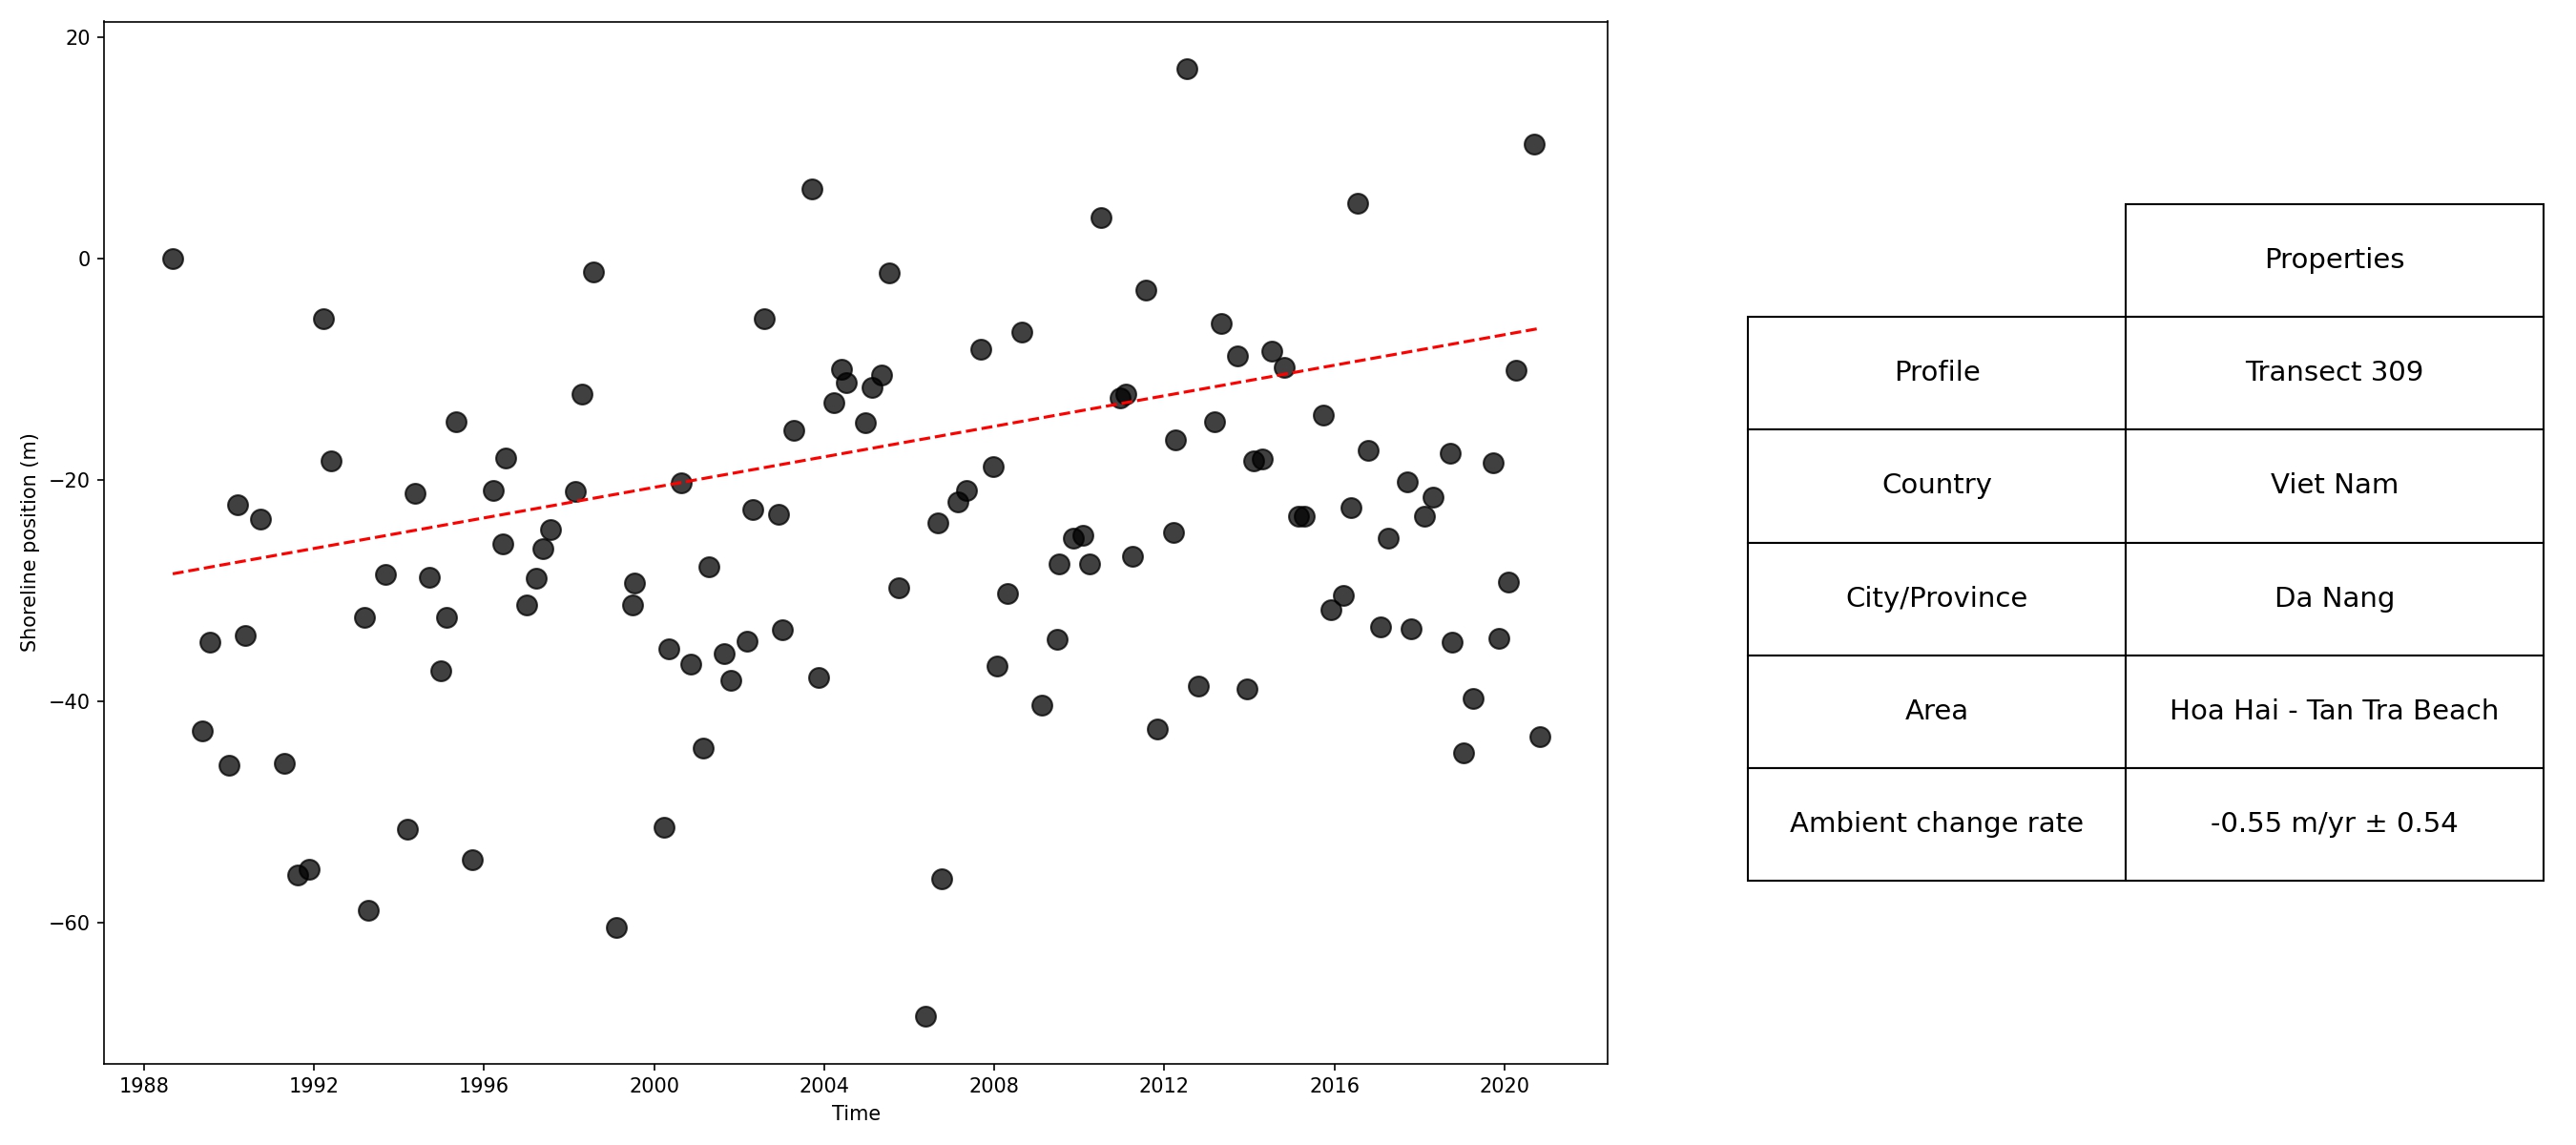 20
0
−20
−40
−60
Shoreline position (m)
1988 1992 1996 2000 2004 2008 2012 2016 2020
Time
Properties
Profile Transect 309
Country Viet Nam
City/Province Da Nang
Area Hoa Hai - Tan Tra Beach
Ambient change rate -0.55 m/yr ± 0.54